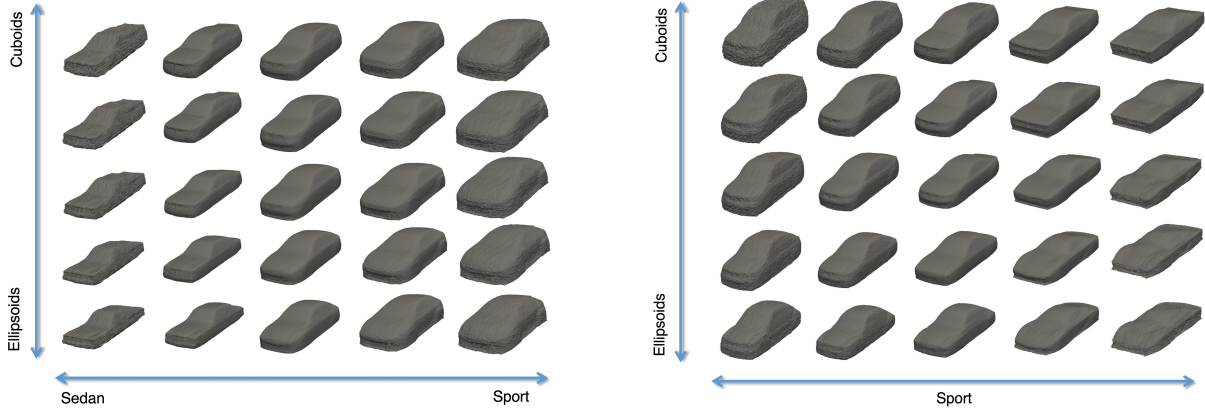 Cuboids
Ellipsoids
Sedan
Sport
Cuboids
Ellipsoids
Sport